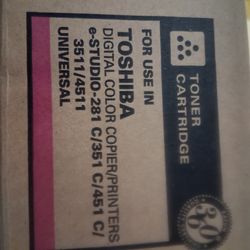 TONER
CARTRIDGE
FOR USE IN
TOSHIBA
DIGITAL COLOR COPIER/PRINTERS
e-STUDIO-281 C/351 C/451 C/
3511/4511
UNIVERSAL